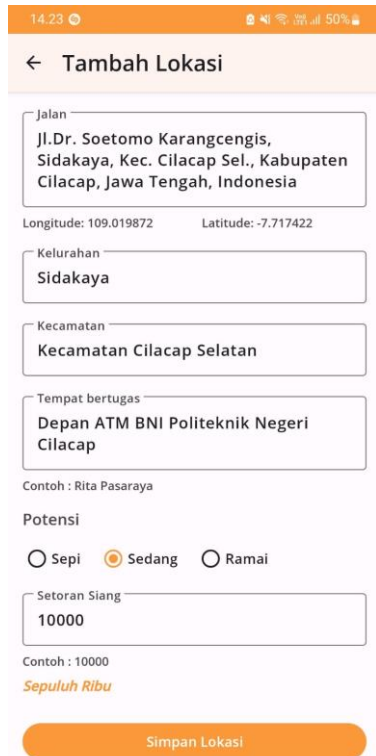 14.23 50%
Tambah Lokasi
Jalan
Jl.Dr. Soetomo Karangcengis,
Sidakaya, Kec. Cilacap Sel., Kabupaten
Cilacap, Jawa Tengah, Indonesia
Longitude: 109.019872 Latitude: -7.717422
Kelurahan
Sidakaya
Kecamatan
Kecamatan Cilacap Selatan
Tempat bertugas
Depan ATM BNI Politeknik Negeri
Cilacap
Contoh : Rita Pasaraya
Potensi
Sepi Sedang Ramai
Setoran Siang
10000
Contoh : 10000
Sepuluh Ribu
Simpan Lokasi